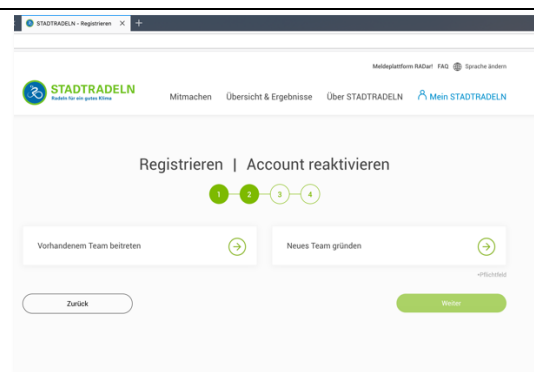 STADTRADELN - Registrieren X +
Meldeplattform RADar! FAQ Sprache ändern
STADTRADELN
Radeln für ein gutes Klima
Mitmachen Übersicht & Ergebnisse Über STADTRADELN Mein STADTRADELN
Registrieren | Account reaktivieren
1 2 3 4
Vorhandenem Team beitreten Neues Team gründen
*Pflichtfeld
Zurück Weiter